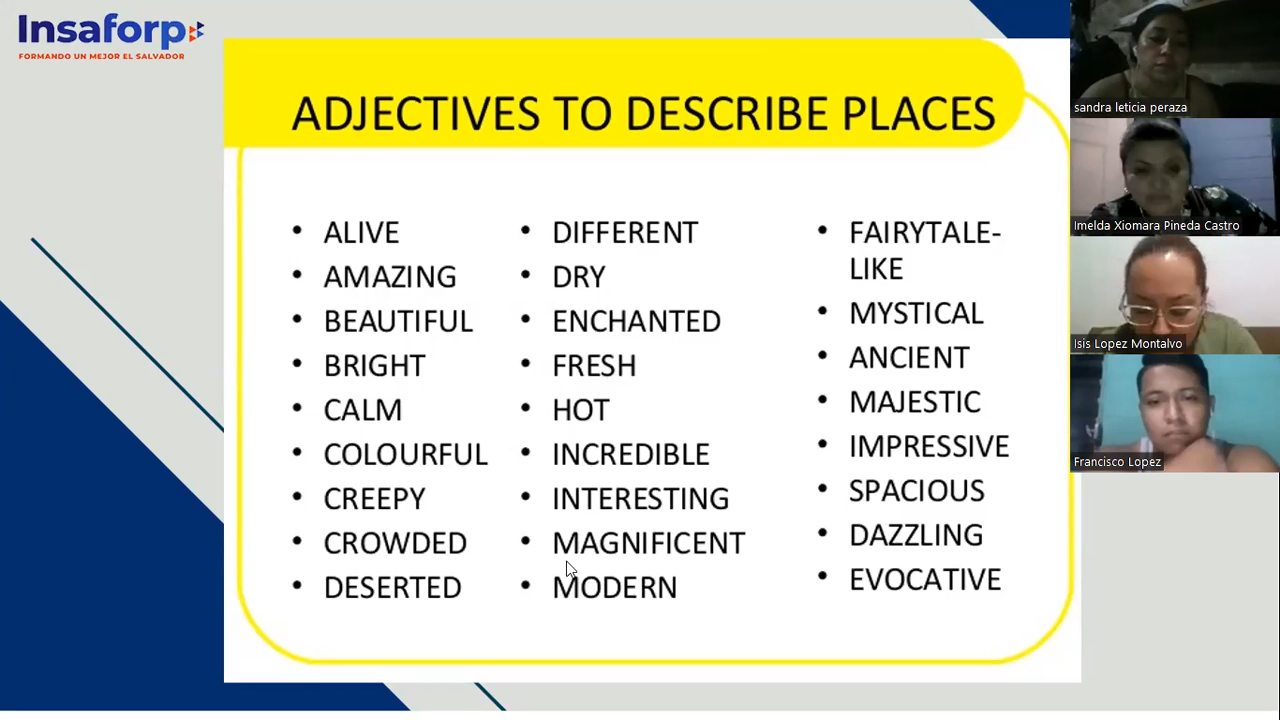 Insaforp
FORMANDO UN MEJOR EL SALVADOR
ADJECTIVES TO DESCRIBE PLACES
• ALIVE
• AMAZING
• BEAUTIFUL
• BRIGHT
• CALM
• COLOURFUL
• CREEPY
• CROWDED
• DESERTED
• DIFFERENT
• DRY
• ENCHANTED
• FRESH
• HOT
• INCREDIBLE
• INTERESTING
• MAGNIFICENT
• MODERN
• FAIRYTALE-
LIKE
• MYSTICAL
• ANCIENT
• MAJESTIC
• IMPRESSIVE
• SPACIOUS
• DAZZLING
• EVOCATIVE
sandra leticia peraza
Imelda Xiomara Pineda Castro
Isis Lopez Montalvo
Francisco Lopez